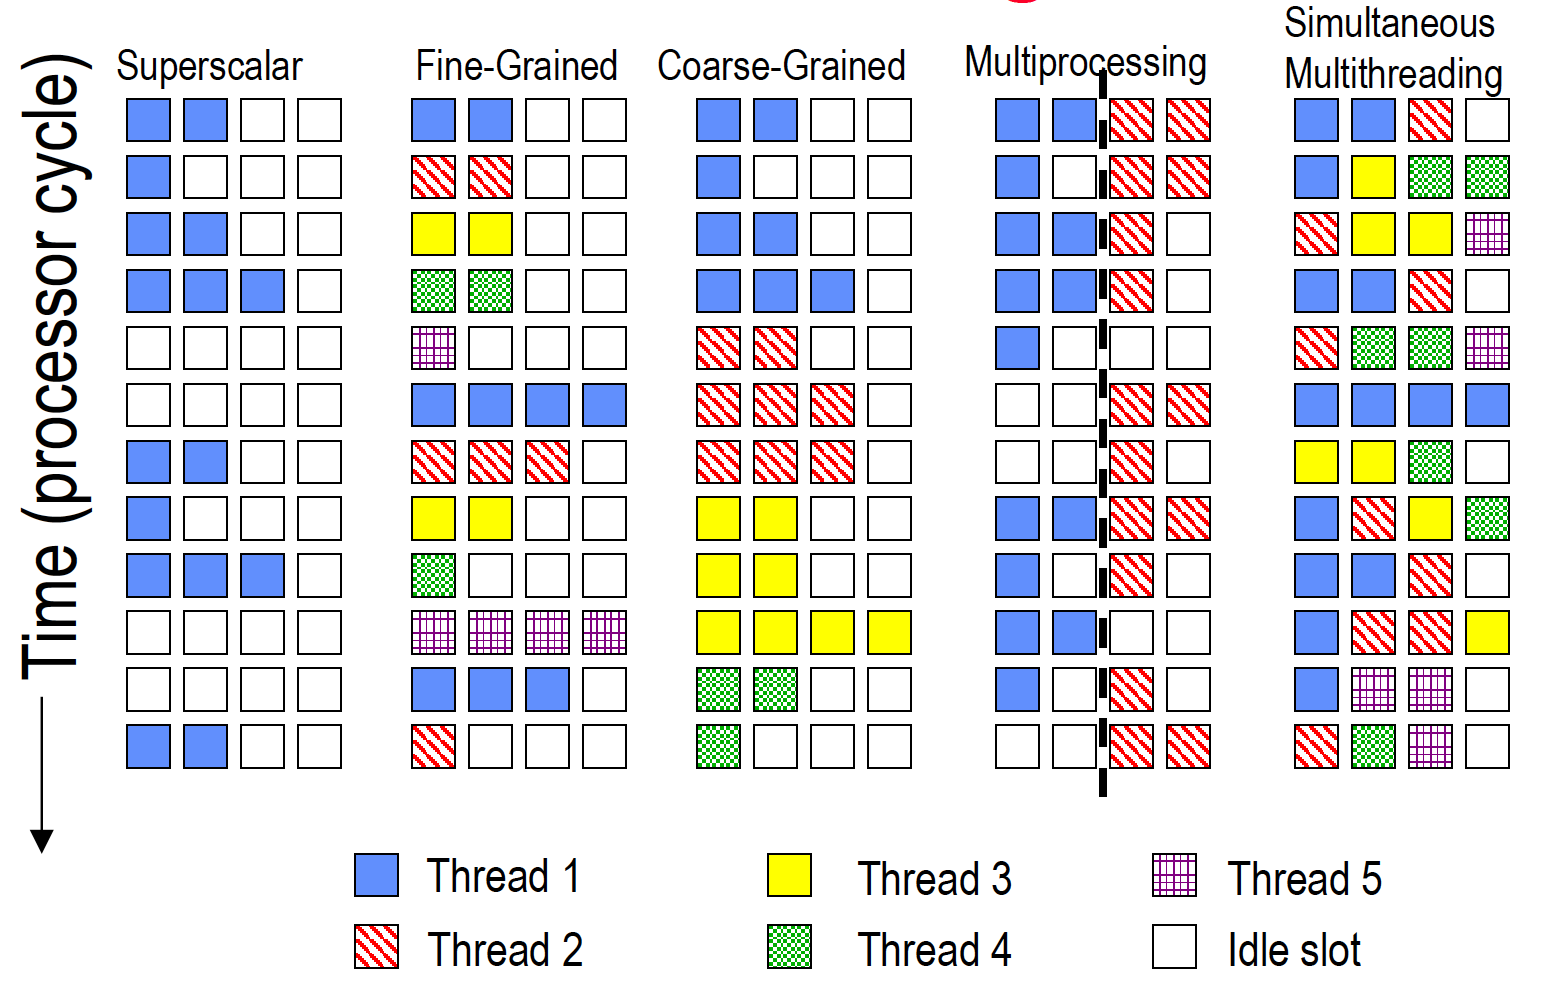 Superscalar
Fine-Grained
Coarse-Grained
Multiprocessing
Simultaneous
Multithreading
Time (processor cycle)
Thread 1
Thread 3
Thread 5
Thread 2
Thread 4
Idle slot